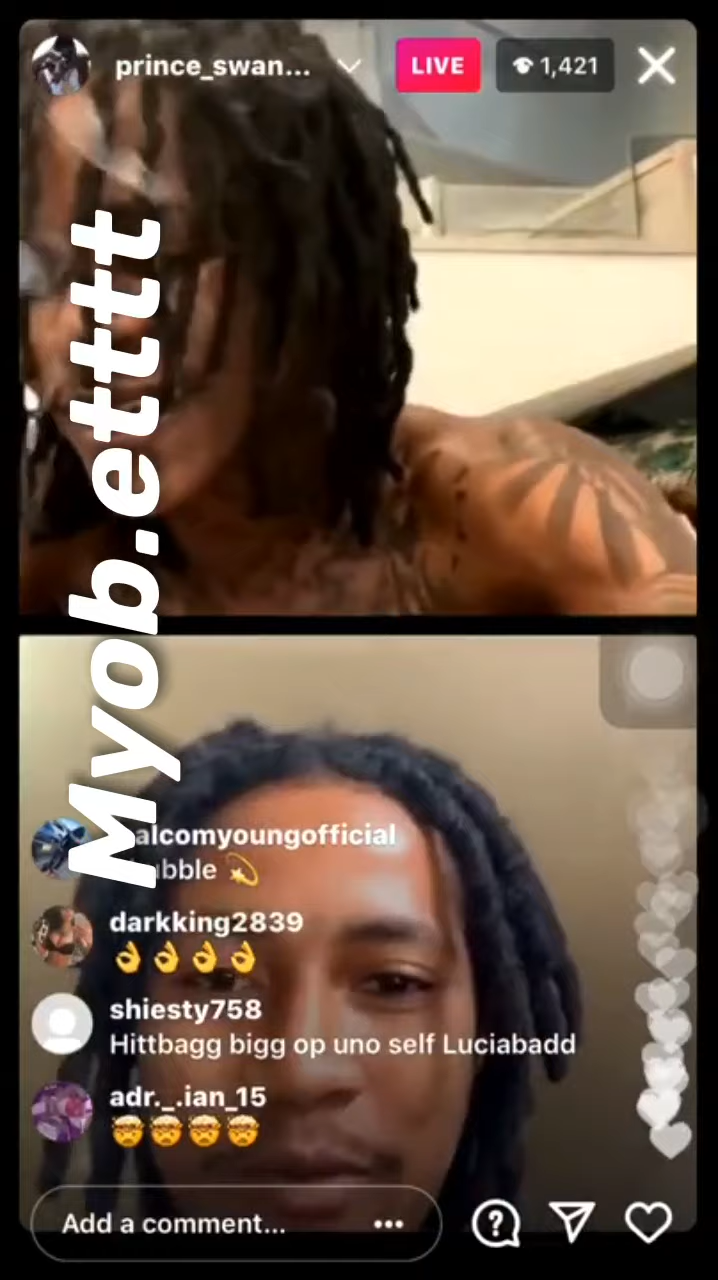 prince_swan...
LIVE
1,421
Myob.etttt
alcomyoungofficial
darkking2839
👌👌👌👌
shiesty758
Hittbagg bigg op uno self Luciabadd
adr._.ian_15
🤯🤯🤯🤯
Add a comment...